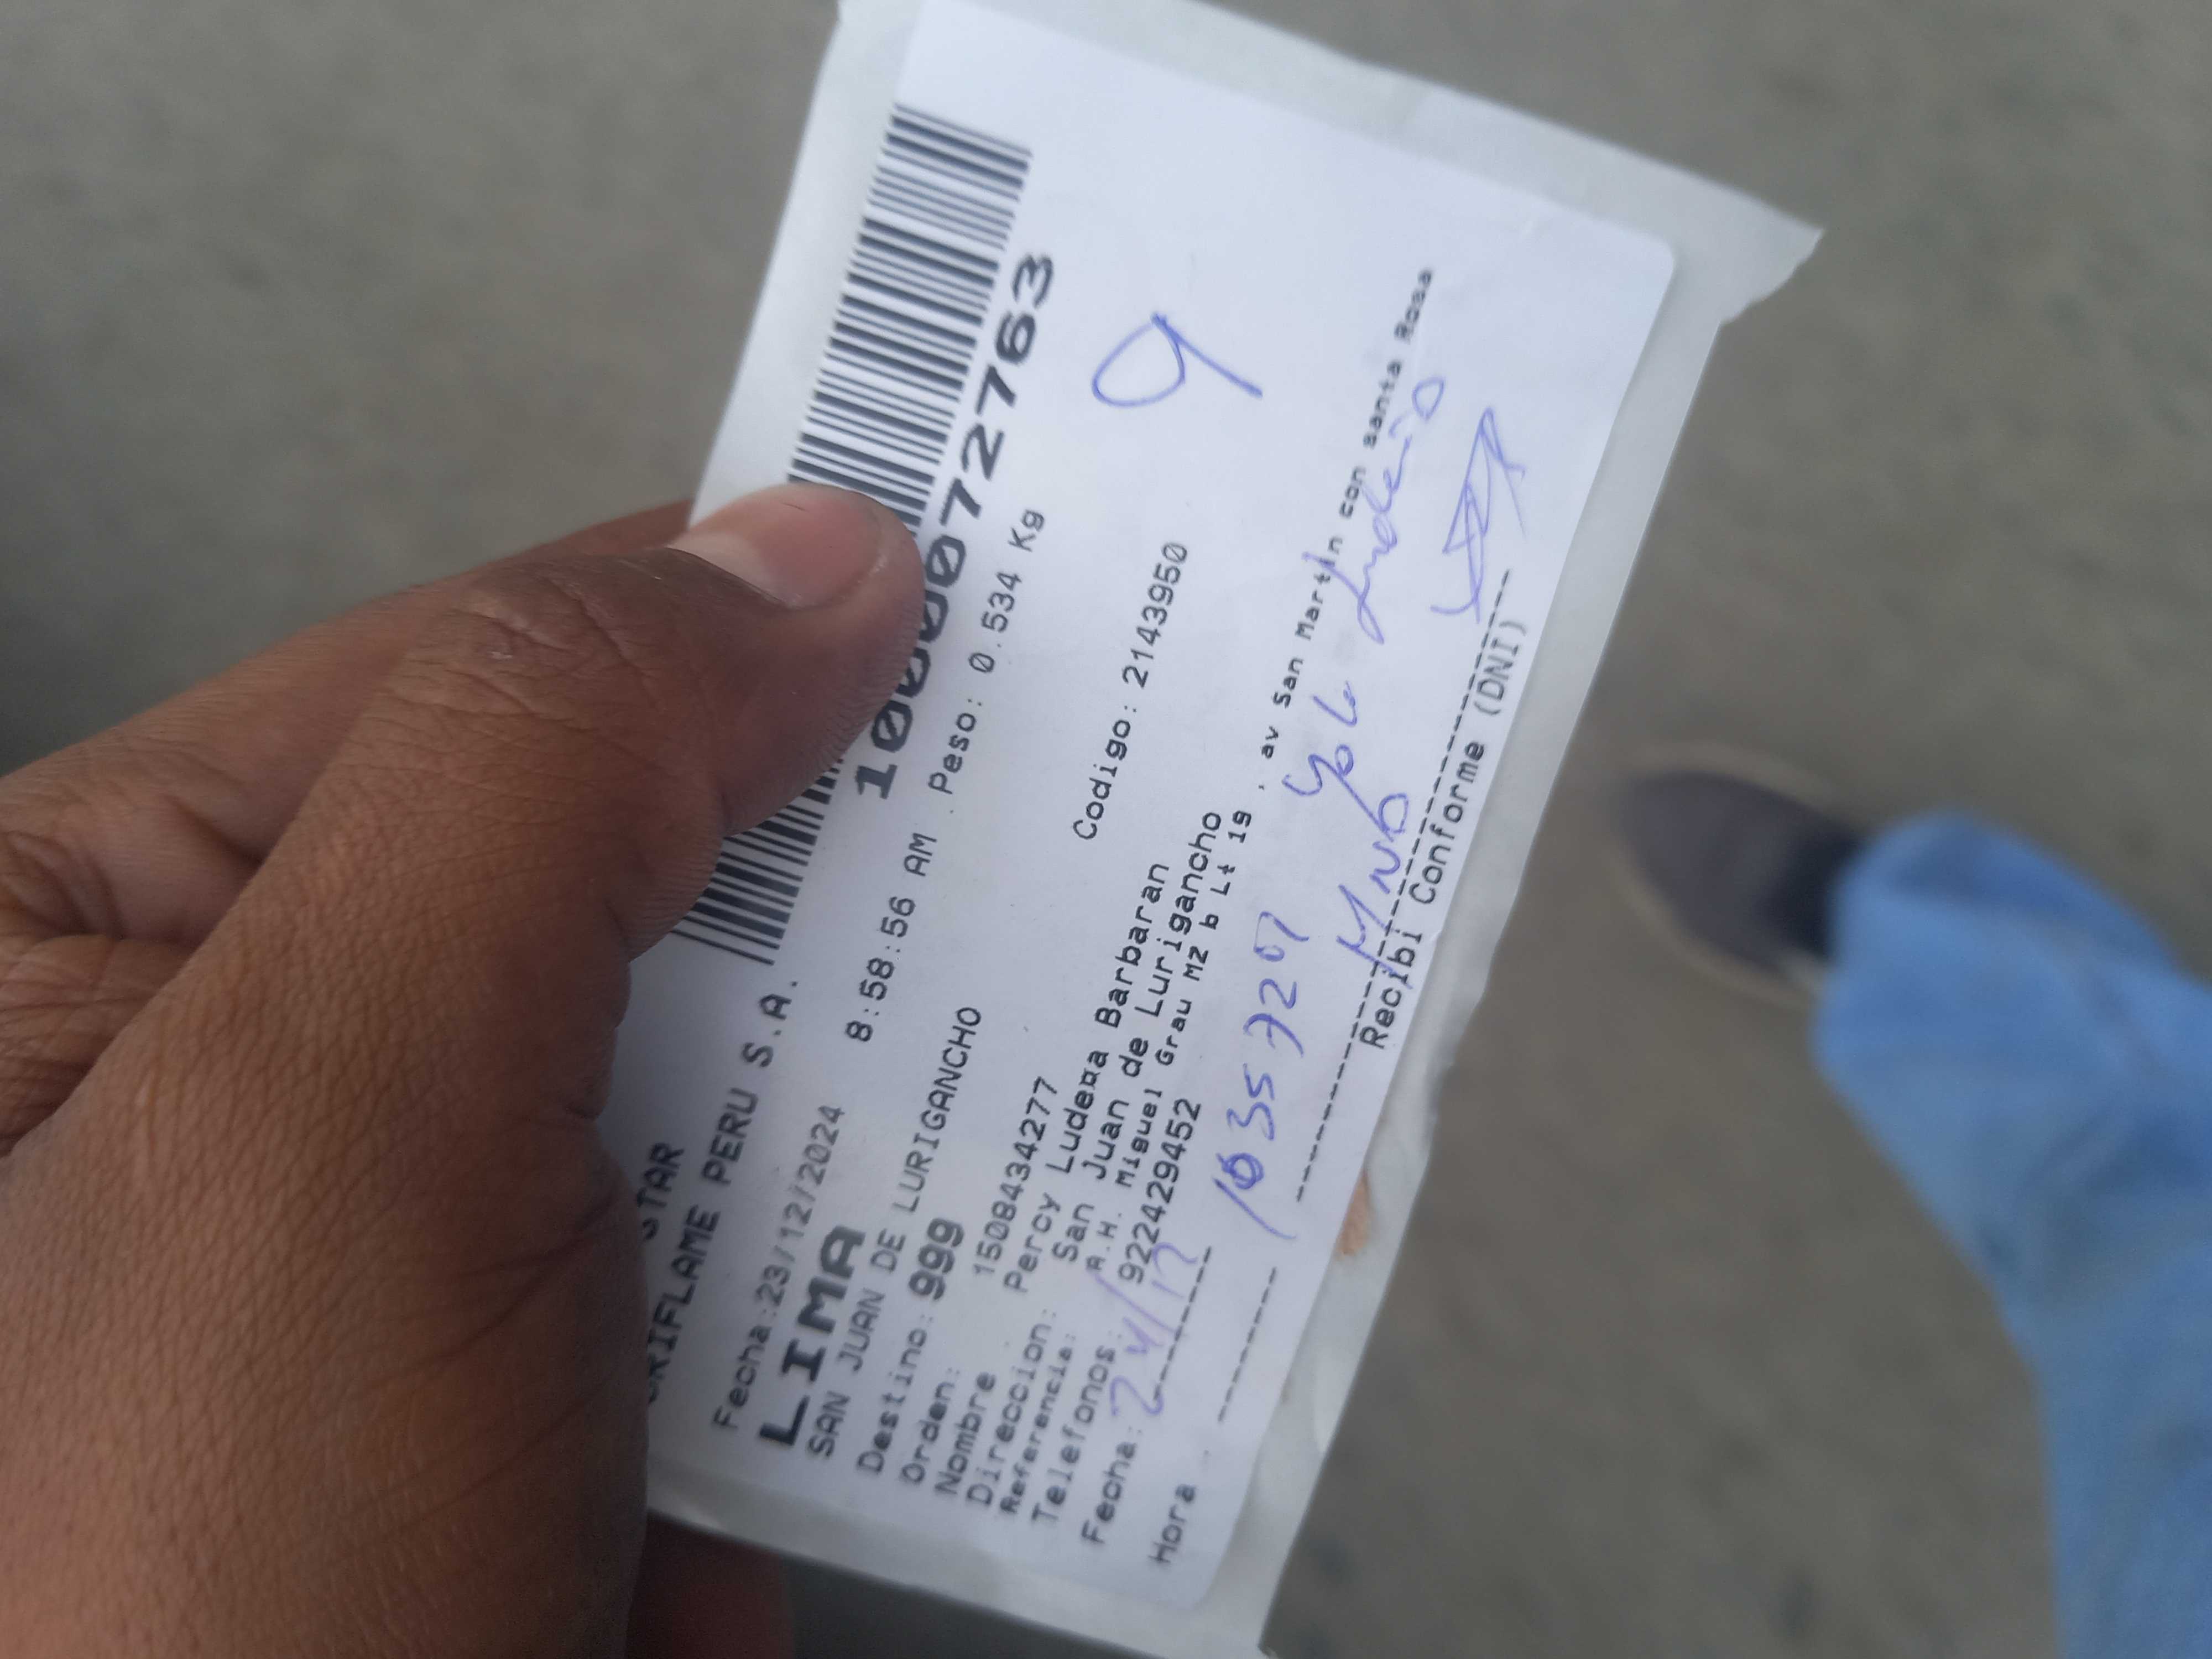 STAR
ORIFLAME PERU S.A.
Fecha:23/12/2024 8:58:56 AM Peso: 0.534 Kg
LIMA
SAN JUAN DE LURIGANCHO
Destino: 999
Orden: 1508434277 Codigo: 2143950
Nombre Percy Ludena Barbaran
Direccion: San Juan de Lurigancho
Referencia: A.H. Miguel Grau Mz b Lt 19 , av San Martin con santa Rosa
Telefonos: 922429452
Fecha: 24/12
Hora
10357207
9
Recibi Conforme (DNI)